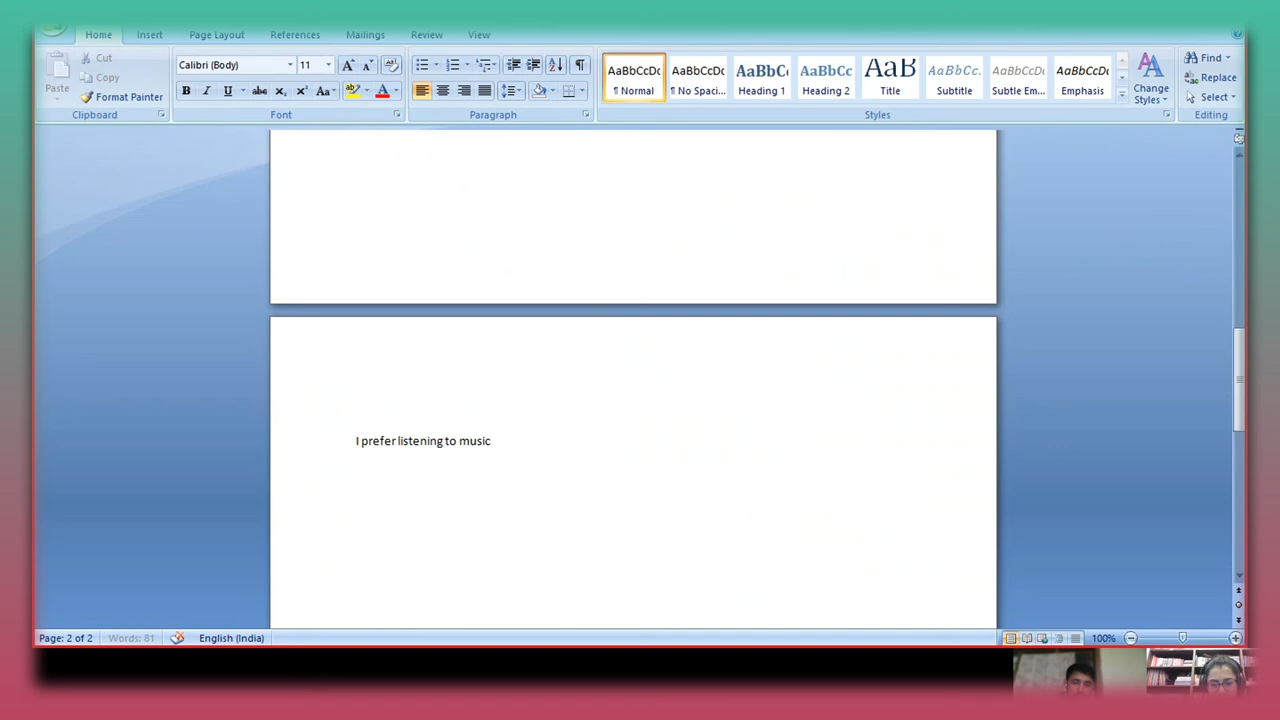 Home Insert Page Layout References Mailings Review View
Cut
Copy
Paste
Format Painter
Clipboard
Calibri (Body) 11
Font
Paragraph
AaBbCcDc AaBbCcDc AaBbC AaBbCc AaB AaBbCc. AaBbCcDc AaBbCcDc
¶ Normal ¶ No Spaci... Heading 1 Heading 2 Title Subtitle Subtle Em... Emphasis
Change
Styles
Styles
Find
Replace
Select
Editing
I prefer listening to music
Page: 2 of 2 Words: 81 English (India) 100%